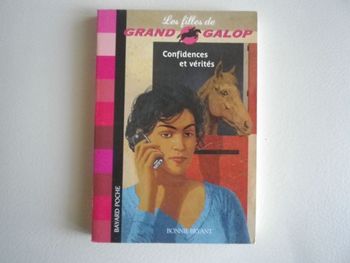 Les filles de
GRAND GALOP
Confidences
et vérités
BAYARD POCHE
BONNIE BRYANT